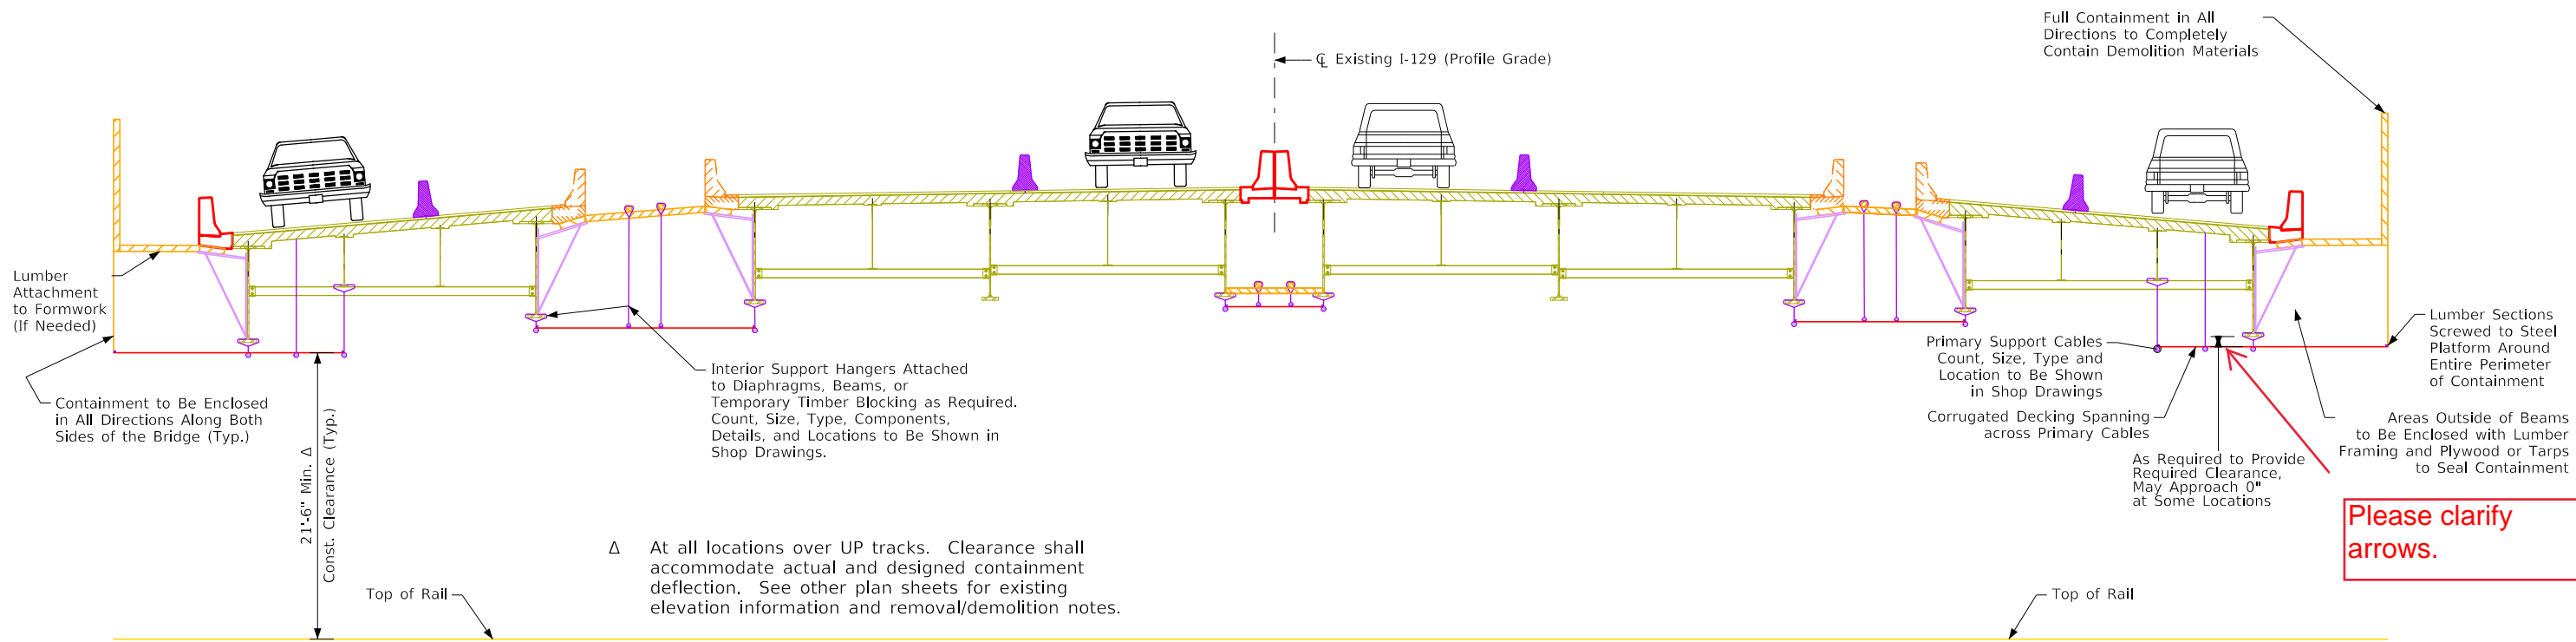 Full Containment in All
Directions to Completely
Contain Demolition Materials
℄ Existing I-129 (Profile Grade)
Lumber
Attachment
to Formwork
(If Needed)
Containment to Be Enclosed
in All Directions Along Both
Sides of the Bridge (Typ.)
21'-6" Min. Δ
Const. Clearance (Typ.)
Interior Support Hangers Attached
to Diaphragms, Beams, or
Temporary Timber Blocking as Required.
Count, Size, Type, Components,
Details, and Locations to Be Shown in
Shop Drawings.
Primary Support Cables
Count, Size, Type and
Location to Be Shown
in Shop Drawings
Corrugated Decking Spanning
across Primary Cables
As Required to Provide
Required Clearance,
May Approach 0"
at Some Locations
Lumber Sections
Screwed to Steel
Platform Around
Entire Perimeter
of Containment
Areas Outside of Beams
to Be Enclosed with Lumber
Framing and Plywood or Tarps
to Seal Containment
Please clarify
arrows.
Δ At all locations over UP tracks. Clearance shall
accommodate actual and designed containment
deflection. See other plan sheets for existing
elevation information and removal/demolition notes.
Top of Rail
Top of Rail